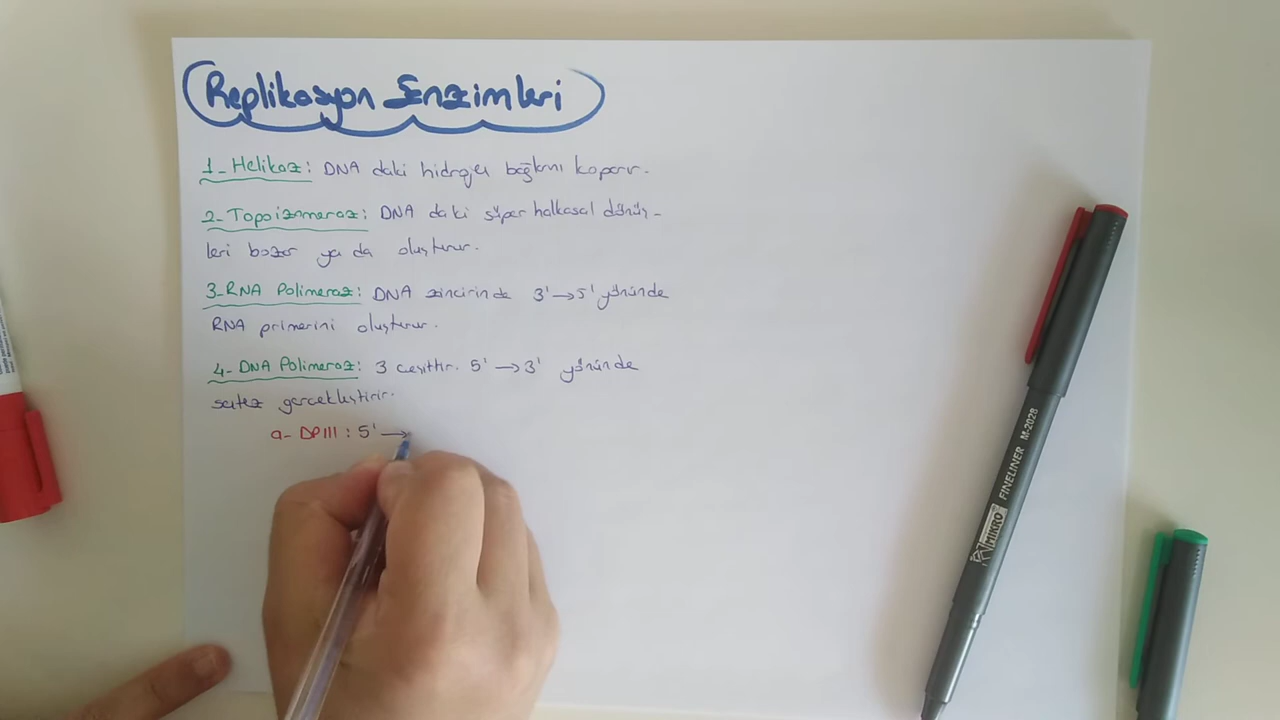 Replikasyon Enzimleri
1-Helikaz: DNA daki hidrojen bağlarını koparır.
2-Topoizomeraz: DNA daki süper halkasal dönüş-
leri bozar ya da oluşturur.
3-RNA Polimeraz: DNA zincirinde 3'→5' yönünde
RNA primerini oluşturur.
4-DNA Polimeraz: 3 çeşittir. 5'→3' yönünde
sentez gerçekleştirir.
a- DPIII: 5'→
MIKRO FINELINER M-2028